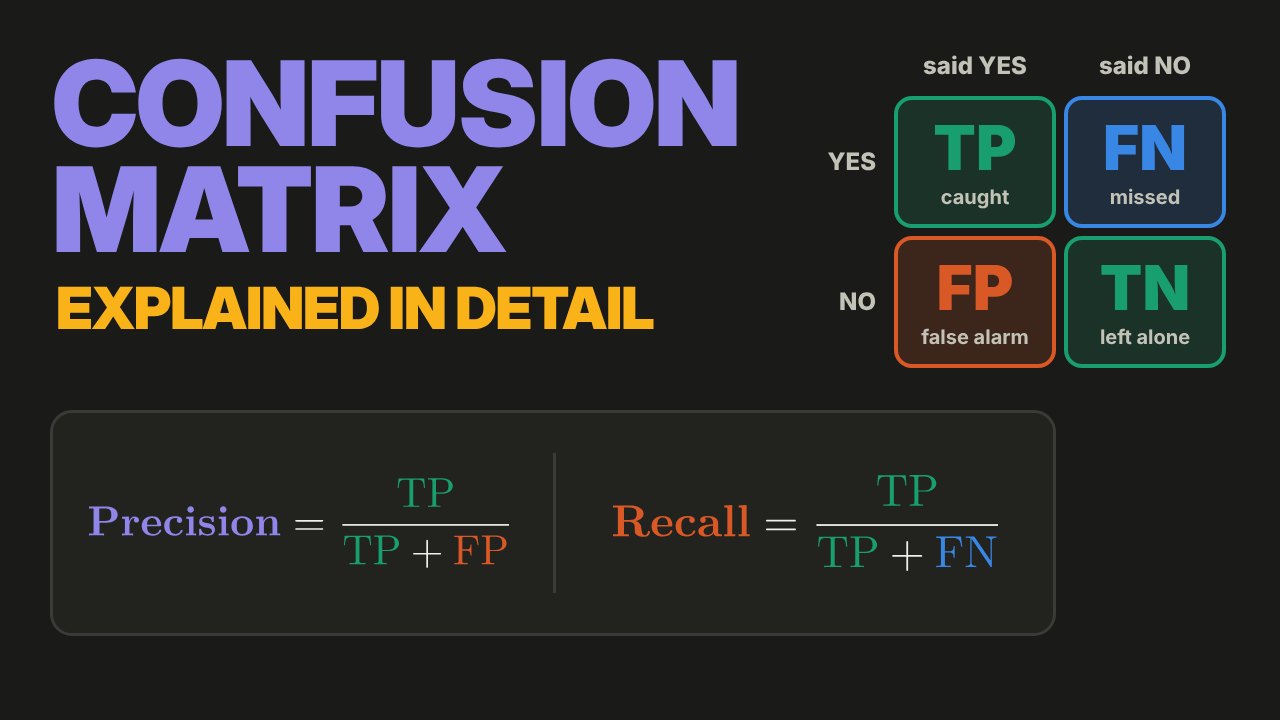 CONFUSION
MATRIX
EXPLAINED IN DETAIL
said YES said NO
YES TP FN
caught missed
NO FP TN
false alarm left alone
Precision = TP / TP + FP
Recall = TP / TP + FN